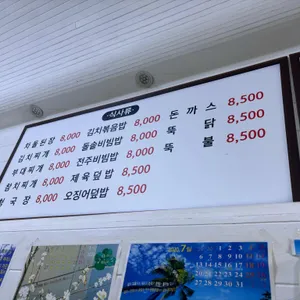 식사류
차돌된장 8,000 김치볶음밥 8,000 돈까스 8,500
김치찌개 8,000 돌솥비빔밥 8,000 뚝닭 8,500
부대찌개 8,000 전주비빔밥 8,000 뚝불 8,500
참치찌개 8,000 제육덮밥 8,500
청국장 8,000 오징어덮밥 8,500
7월